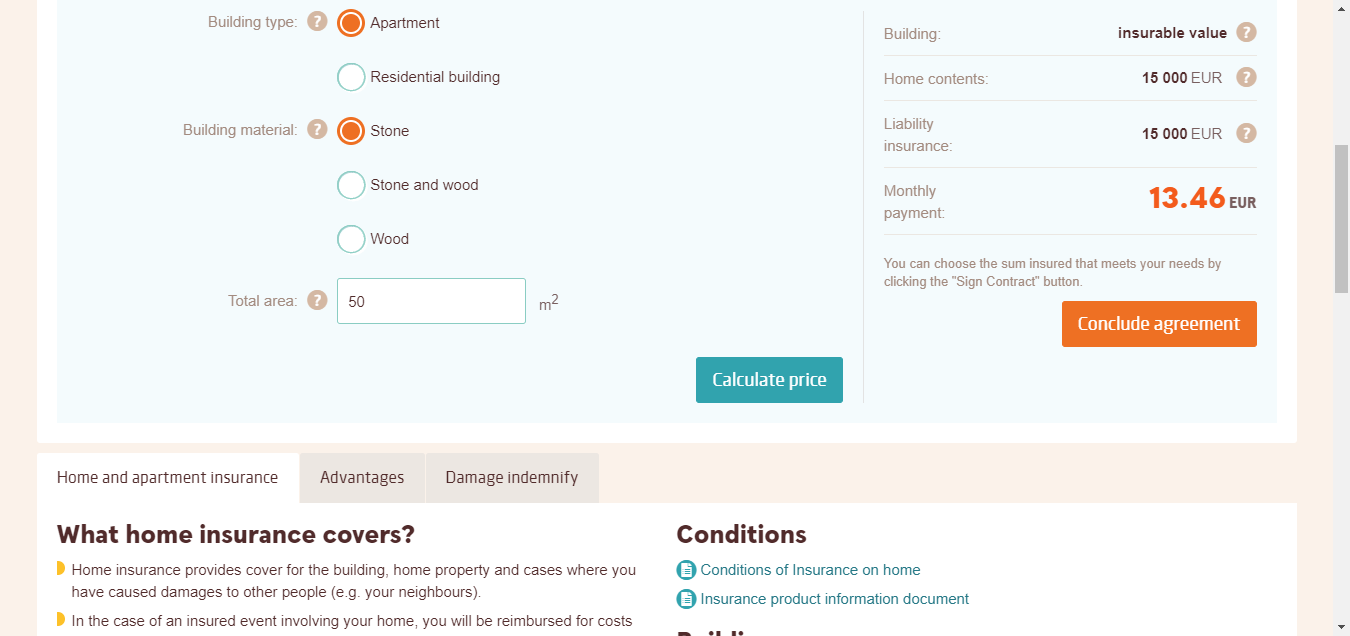 Building type: ?
Apartment
Residential building
Building material: ?
Stone
Stone and wood
Wood
Total area: ?
50
m2
Calculate price
Building:
insurable value ?
Home contents:
15 000 EUR ?
Liability
insurance:
15 000 EUR ?
Monthly
payment:
13.46 EUR
You can choose the sum insured that meets your needs by
clicking the "Sign Contract" button.
Conclude agreement
Home and apartment insurance
Advantages
Damage indemnify
What home insurance covers?
Home insurance provides cover for the building, home property and cases where you
have caused damages to other people (e.g. your neighbours).
In the case of an insured event involving your home, you will be reimbursed for costs
Conditions
Conditions of Insurance on home
Insurance product information document